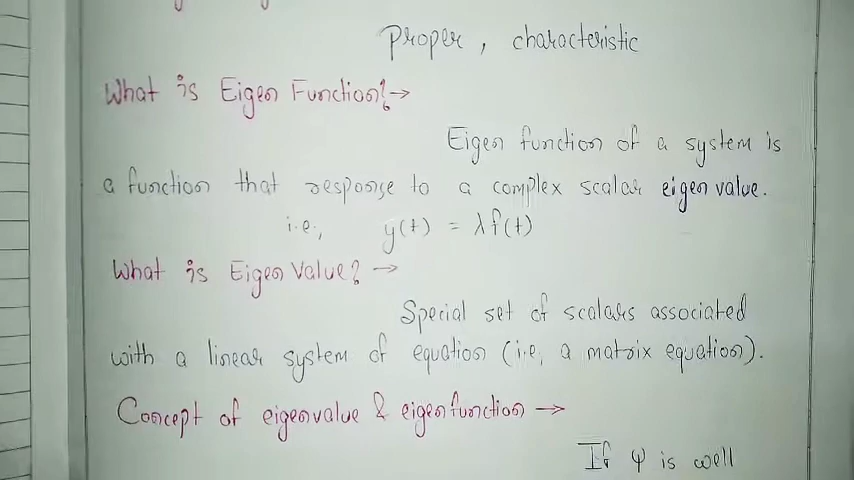 Proper, characteristic
What is Eigen Function? →
Eigen function of a system is
a function that response to a complex scalar eigen value.
i.e., y(t) = λf(t)
What is Eigen Value? →
Special set of scalars associated
with a linear system of equation (i.e, a matrix equation).
Concept of eigenvalue & eigenfunction →
If ψ is well